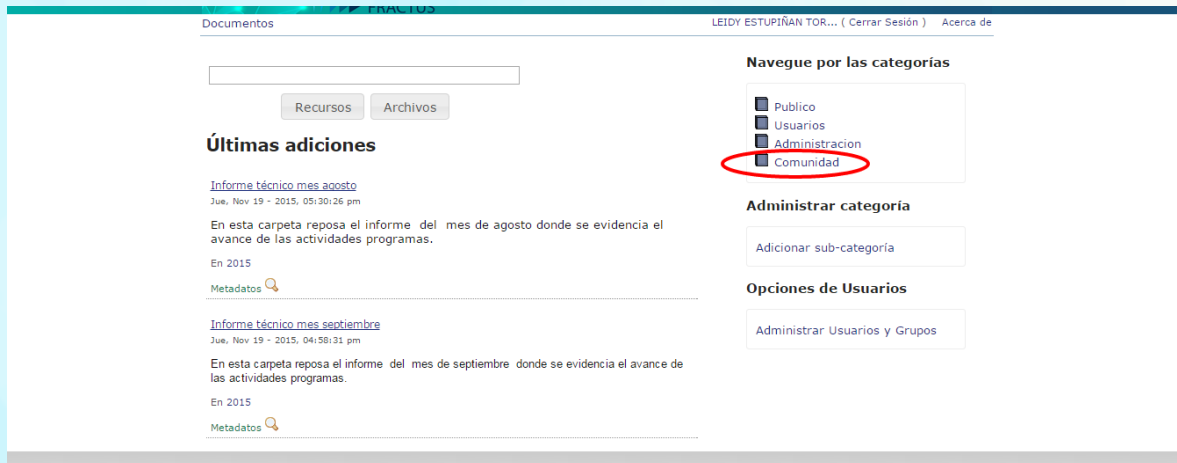 FRACTUS
Documentos
LEIDY ESTUPIÑAN TOR... ( Cerrar Sesión ) Acerca de
Recursos Archivos
Últimas adiciones
Informe técnico mes agosto
Jue, Nov 19 - 2015, 05:30:26 pm
En esta carpeta reposa el informe del mes de agosto donde se evidencia el
avance de las actividades programas.
En 2015
Metadatos
Informe técnico mes septiembre
Jue, Nov 19 - 2015, 04:58:31 pm
En esta carpeta reposa el informe del mes de septiembre donde se evidencia el avance de
las actividades programas.
En 2015
Metadatos
Navegue por las categorías
Publico
Usuarios
Administracion
Comunidad
Administrar categoría
Adicionar sub-categoría
Opciones de Usuarios
Administrar Usuarios y Grupos